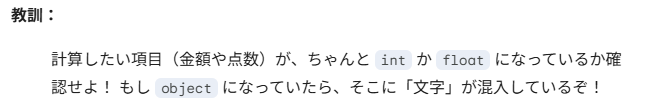 教訓：
計算したい項目（金額や点数）が、ちゃんと int か float になっているか確
認せよ！ もし object になっていたら、そこに「文字」が混入しているぞ！